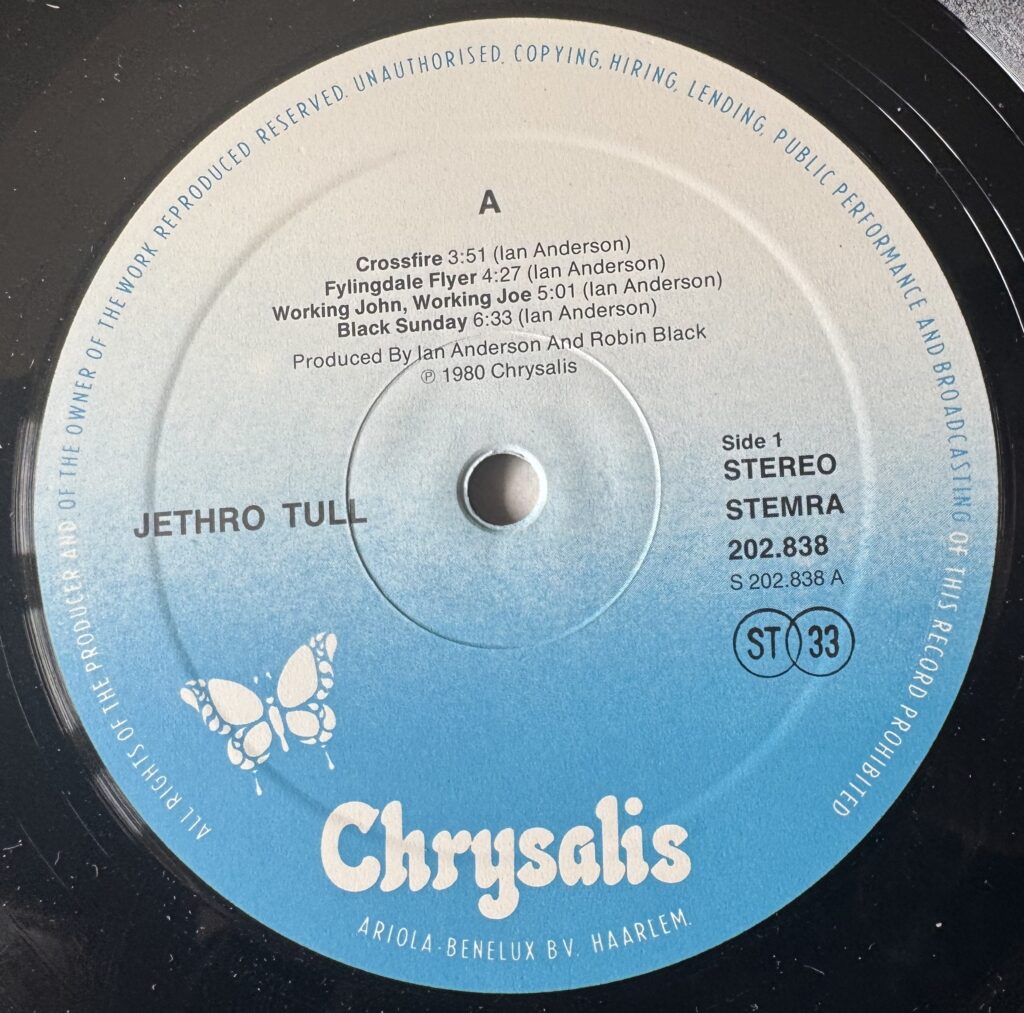 ALL RIGHTS OF THE PRODUCER AND OF THE OWNER OF THE WORK REPRODUCED RESERVED. UNAUTHORISED. COPYING, HIRING, LENDING, PUBLIC PERFORMANCE AND BROADCASTING OF THIS RECORD PROHIBITED
A
Crossfire 3:51 (Ian Anderson)
Fylingdale Flyer 4:27 (Ian Anderson)
Working John, Working Joe 5:01 (Ian Anderson)
Black Sunday 6:33 (Ian Anderson)
Produced By Ian Anderson And Robin Black
℗ 1980 Chrysalis
JETHRO TULL
Side 1
STEREO
STEMRA
202.838
S 202.838 A
ST 33
Chrysalis
ARIOLA-BENELUX BV. HAARLEM.